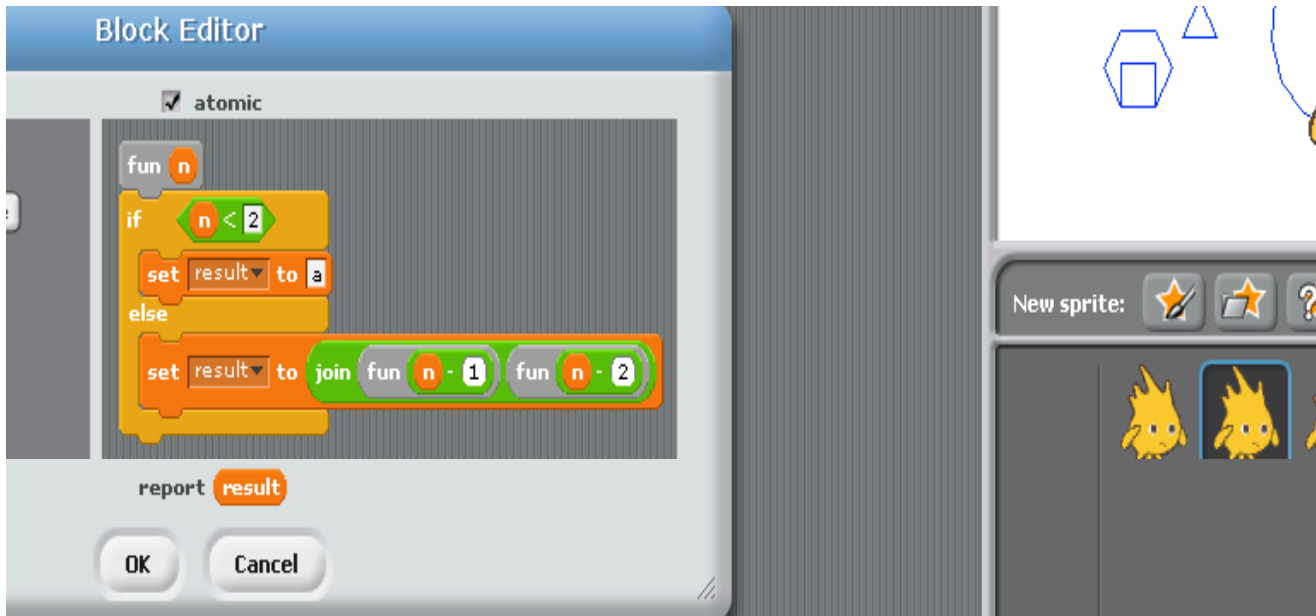 Block Editor
atomic
fun n
if n < 2
set result to a
else
set result to join fun n - 1 fun n - 2
report result
OK Cancel
New sprite: